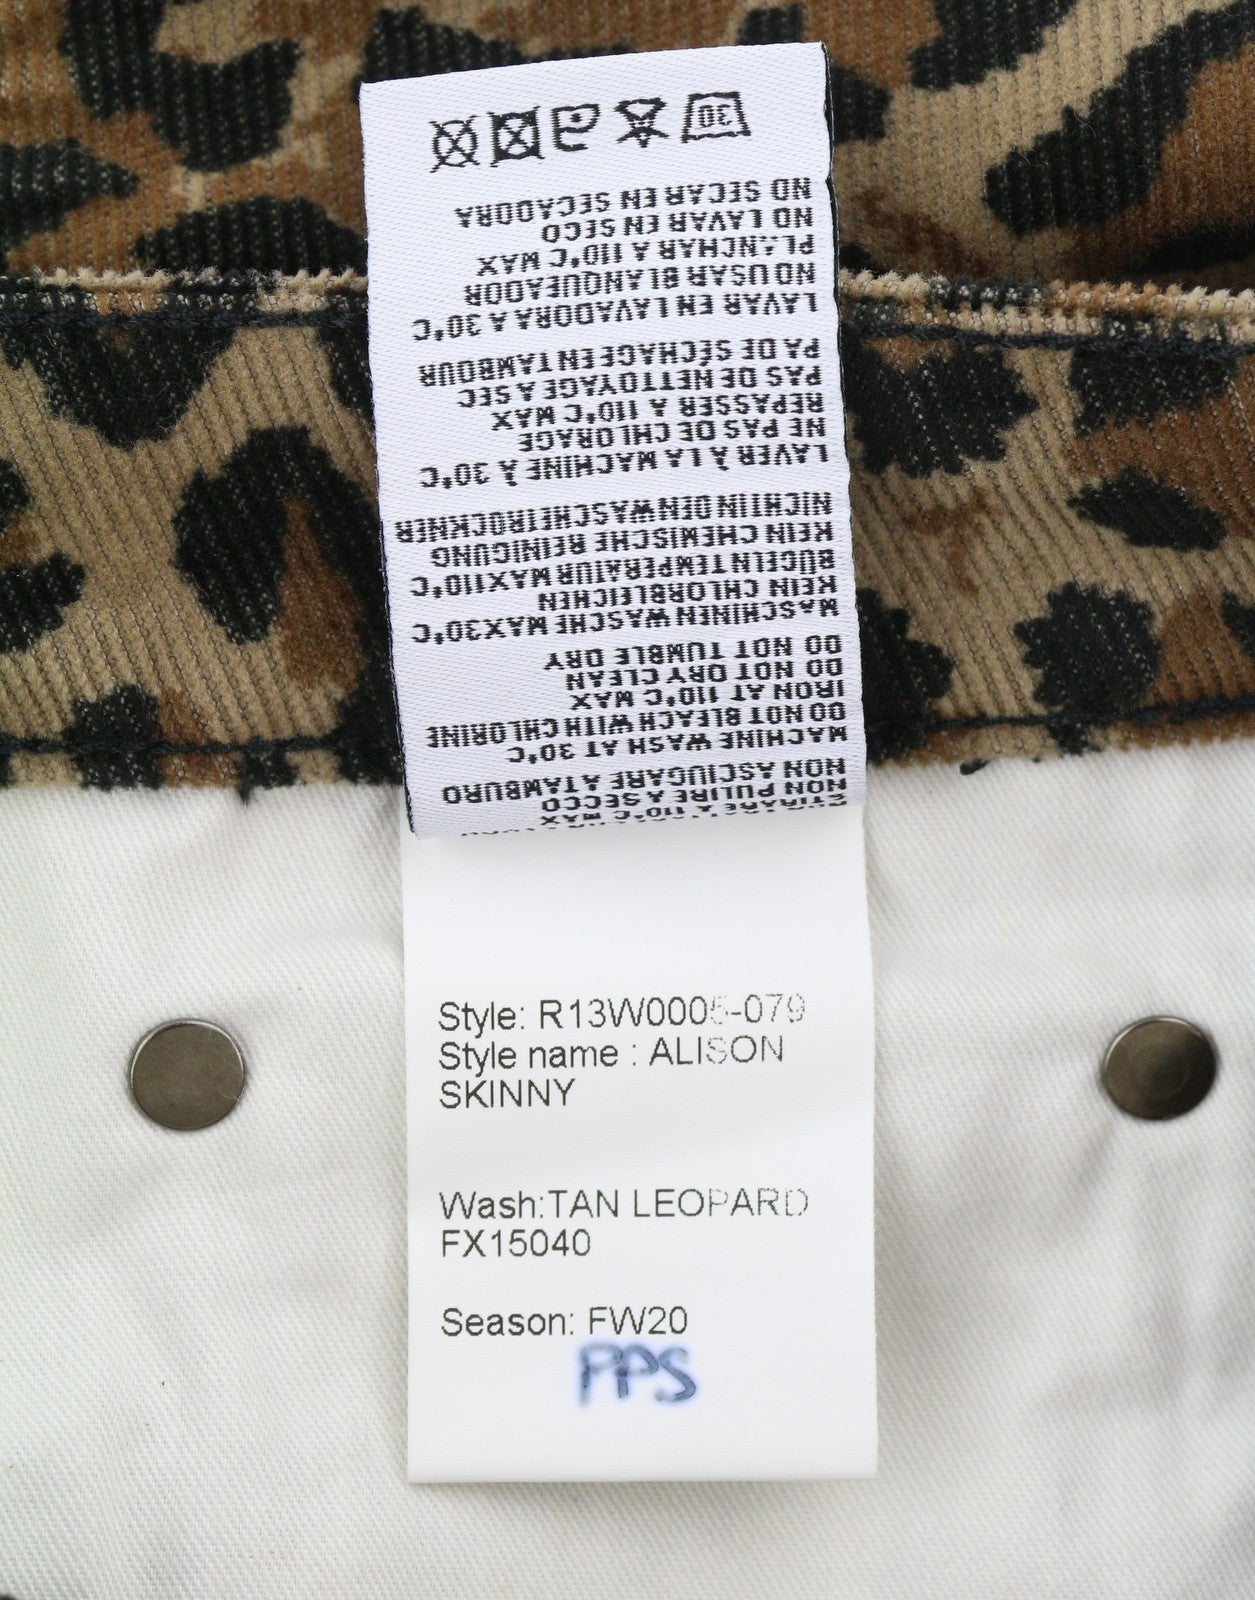 STIRARE A 110°C MAX
NON PULIRE A SECCO
NON ASCIUGARE A TAMBURO
MACHINE WASH AT 30°C
DO NOT BLEACH WITH CHLORINE
IRON AT 110°C MAX
DO NOT DRY CLEAN
DO NOT TUMBLE DRY
MASCHINEN WASCHE MAX30°C
KEIN CHLORBLEICHEN
BÜGELN TEMPERATUR MAX110°C
KEIN CHEMISCHE REINIGUNG
NICHT IN DEN WASCHETROCKNER
LAVER À LA MACHINE À 30°C
NE PAS DE CHLORAGE
REPASSER A 110°C MAX
PAS DE NETTOYAGE A SEC
PA DE SÉCHAGE EN TAMBOUR
LAVAR EN LAVADORA A 30°C
NO USAR BLANQUEADOR
PLANCHAR A 110°C MAX
NO LAVAR EN SECO
NO SECAR EN SECADORA
30
Style: R13W0005-079
Style name : ALISON
SKINNY
Wash:TAN LEOPARD
FX15040
Season: FW20
PPS